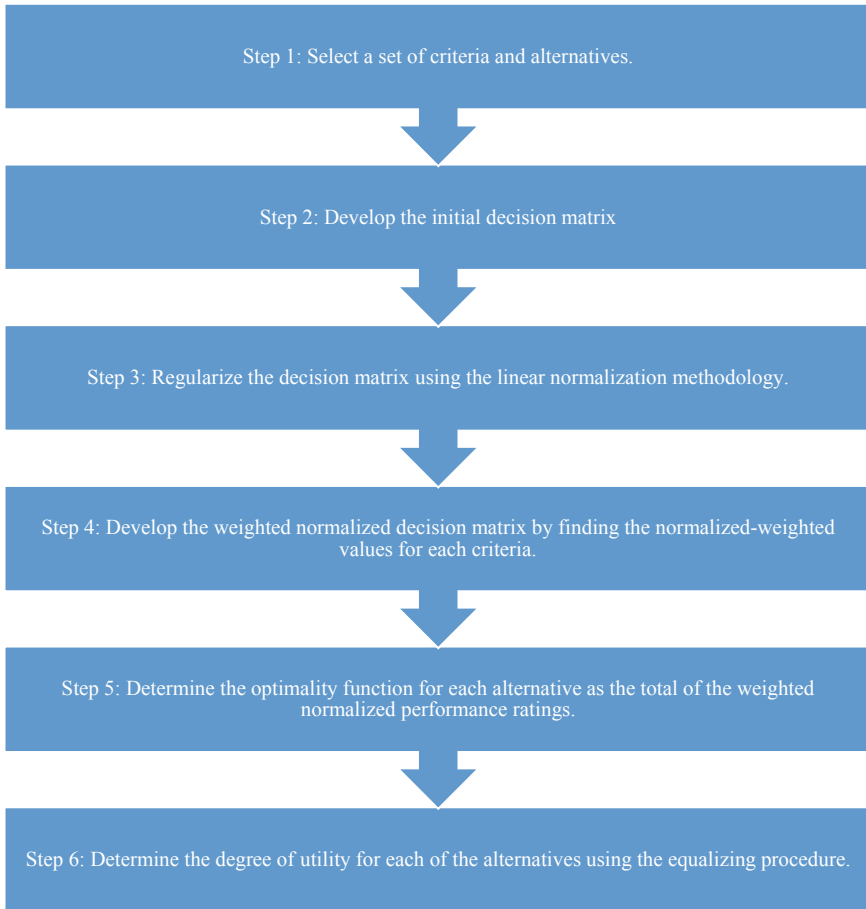 Step 1: Select a set of criteria and alternatives.
Step 2: Develop the initial decision matrix
Step 3: Regularize the decision matrix using the linear normalization methodology.
Step 4: Develop the weighted normalized decision matrix by finding the normalized-weighted
values for each criteria.
Step 5: Determine the optimality function for each alternative as the total of the weighted
normalized performance ratings.
Step 6: Determine the degree of utility for each of the alternatives using the equalizing procedure.